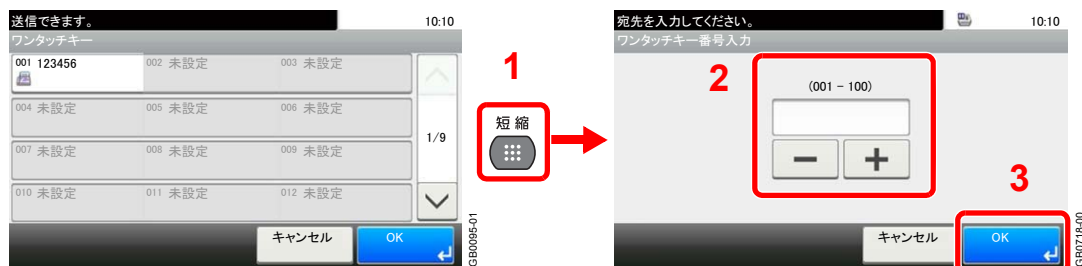 送信できます。 10:10
ワンタッチキー
001 123456 002 未設定 003 未設定
004 未設定 005 未設定 006 未設定
007 未設定 008 未設定 009 未設定
010 未設定 011 未設定 012 未設定
1/9
キャンセル OK
GB0095-01
1
短縮
宛先を入力してください。 10:10
ワンタッチキー番号入力
2
(001 - 100)
3
キャンセル OK
GB0718-00